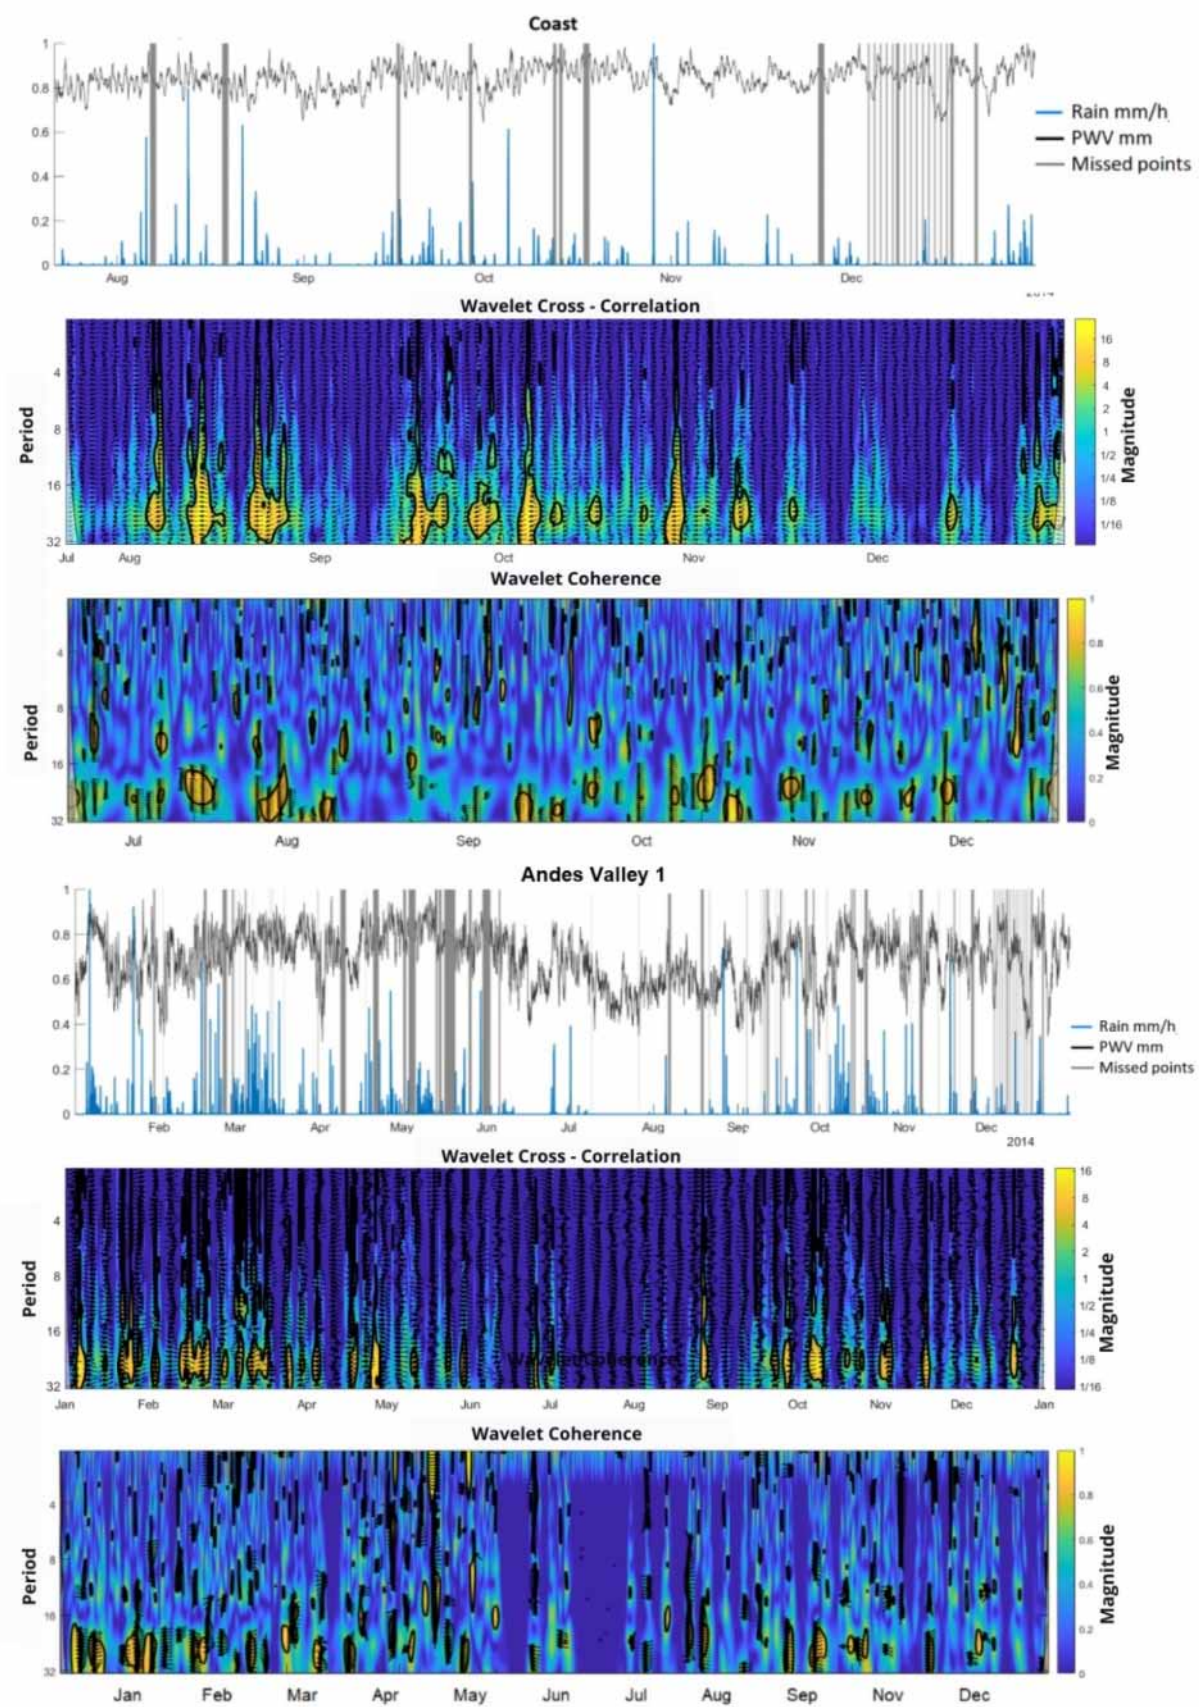 Coast
1
0.8
0.6
0.4
0.2
0
Aug Sep Oct Nov Dec
Rain mm/h
PWV mm
Missed points
Wavelet Cross - Correlation
Period
4
8
16
32
Jul Aug Sep Oct Nov Dec
16
8
4
2
1
1/2
1/4
1/8
1/16
Magnitude
Wavelet Coherence
Period
4
8
16
32
Jul Aug Sep Oct Nov Dec
1
0.8
0.6
0.4
0.2
0
Magnitude
Andes Valley 1
1
0.8
0.6
0.4
0.2
0
Feb Mar Apr May Jun Jul Aug Sep Oct Nov Dec
2014
Rain mm/h
PWV mm
Missed points
Wavelet Cross - Correlation
Period
4
8
16
32
Wavelet Coherence
Jan Feb Mar Apr May Jun Jul Aug Sep Oct Nov Dec Jan
16
8
4
2
1
1/2
1/4
1/8
1/16
Magnitude
Wavelet Coherence
Period
4
8
16
32
Jan Feb Mar Apr May Jun Jul Aug Sep Oct Nov Dec
1
0.8
0.6
0.4
0.2
0
Magnitude